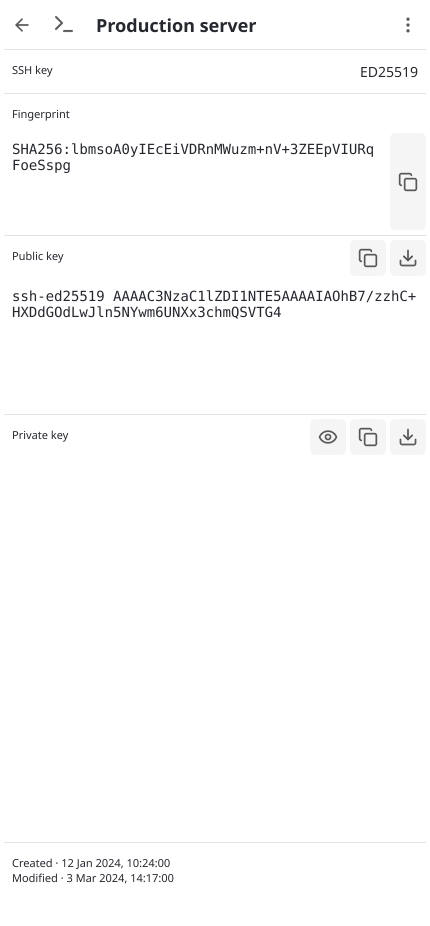 Production server
SSH key
ED25519
Fingerprint
SHA256:lbmsoA0yIEcEiVDRnMWuzm+nV+3ZEEpVIURq
FoeSspg
Public key
ssh-ed25519 AAAAC3NzaC1lZDI1NTE5AAAAIAOhB7/zzhC+
HXDdGOdLwJln5NYwm6UNXx3chmQSVTG4
Private key
Created · 12 Jan 2024, 10:24:00
Modified · 3 Mar 2024, 14:17:00